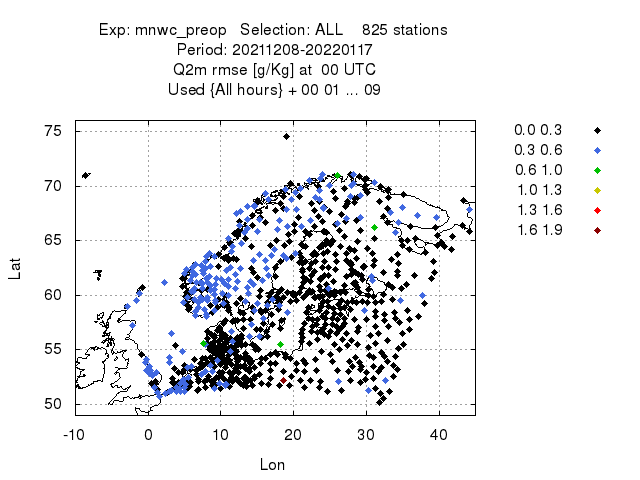 Exp: mnwc_preop   Selection: ALL    825 stations
Period: 20211208-20220117
Q2m rmse [g/Kg] at  00 UTC
Used {All hours} + 00 01 ... 09
0.0 0.3
0.3 0.6
0.6 1.0
1.0 1.3
1.3 1.6
1.6 1.9
75
70
65
60
55
50
Lat
-10 0 10 20 30 40
Lon